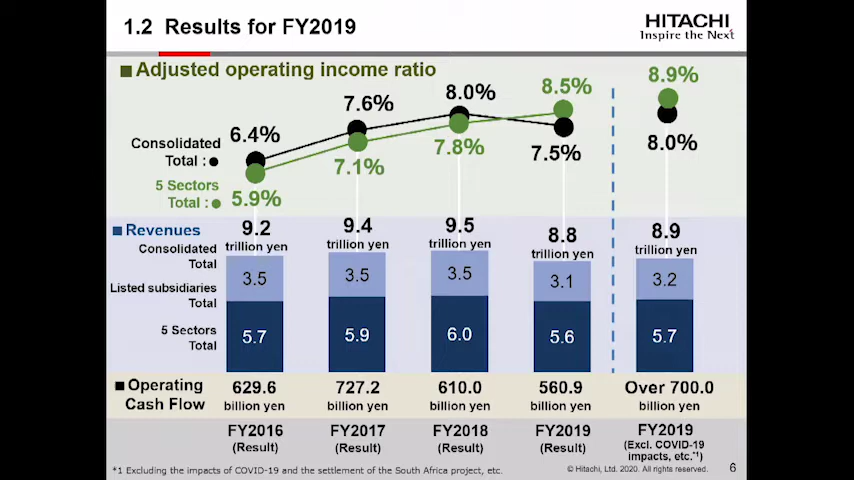 1.2 Results for FY2019
HITACHI
Inspire the Next
■ Adjusted operating income ratio
6.4%
7.6%
8.0%
8.5%
8.9%
Consolidated
Total : ●
5 Sectors
Total : ●
5.9%
7.1%
7.8%
7.5%
8.0%
■ Revenues
Consolidated
Total
9.2
trillion yen
9.4
trillion yen
9.5
trillion yen
8.8
trillion yen
8.9
trillion yen
Listed subsidiaries
Total
3.5
3.5
3.5
3.1
3.2
5 Sectors
Total
5.7
5.9
6.0
5.6
5.7
■ Operating
Cash Flow
629.6
billion yen
727.2
billion yen
610.0
billion yen
560.9
billion yen
Over 700.0
billion yen
FY2016
(Result)
FY2017
(Result)
FY2018
(Result)
FY2019
(Result)
FY2019
(Excl. COVID-19
impacts, etc.*1)
*1 Excluding the impacts of COVID-19 and the settlement of the South Africa project, etc.
© Hitachi, Ltd. 2020. All rights reserved.
6